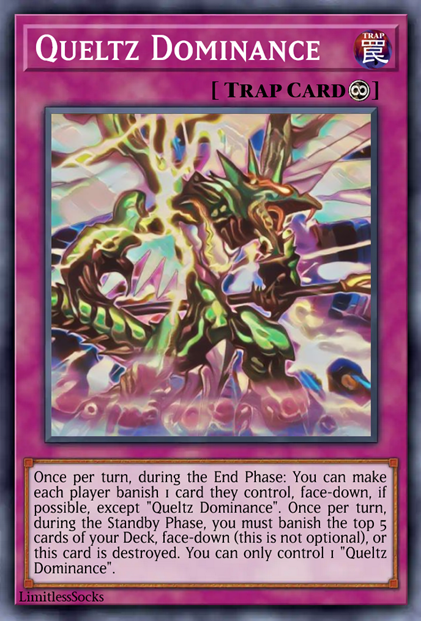 Queltz Dominance
TRAP
罠
[ Trap Card ]
Once per turn, during the End Phase: You can make
each player banish 1 card they control, face-down, if
possible, except "Queltz Dominance". Once per turn,
during the Standby Phase, you must banish the top 5
cards of your Deck, face-down (this is not optional), or
this card is destroyed. You can only control 1 "Queltz
Dominance".
LimitlessSocks